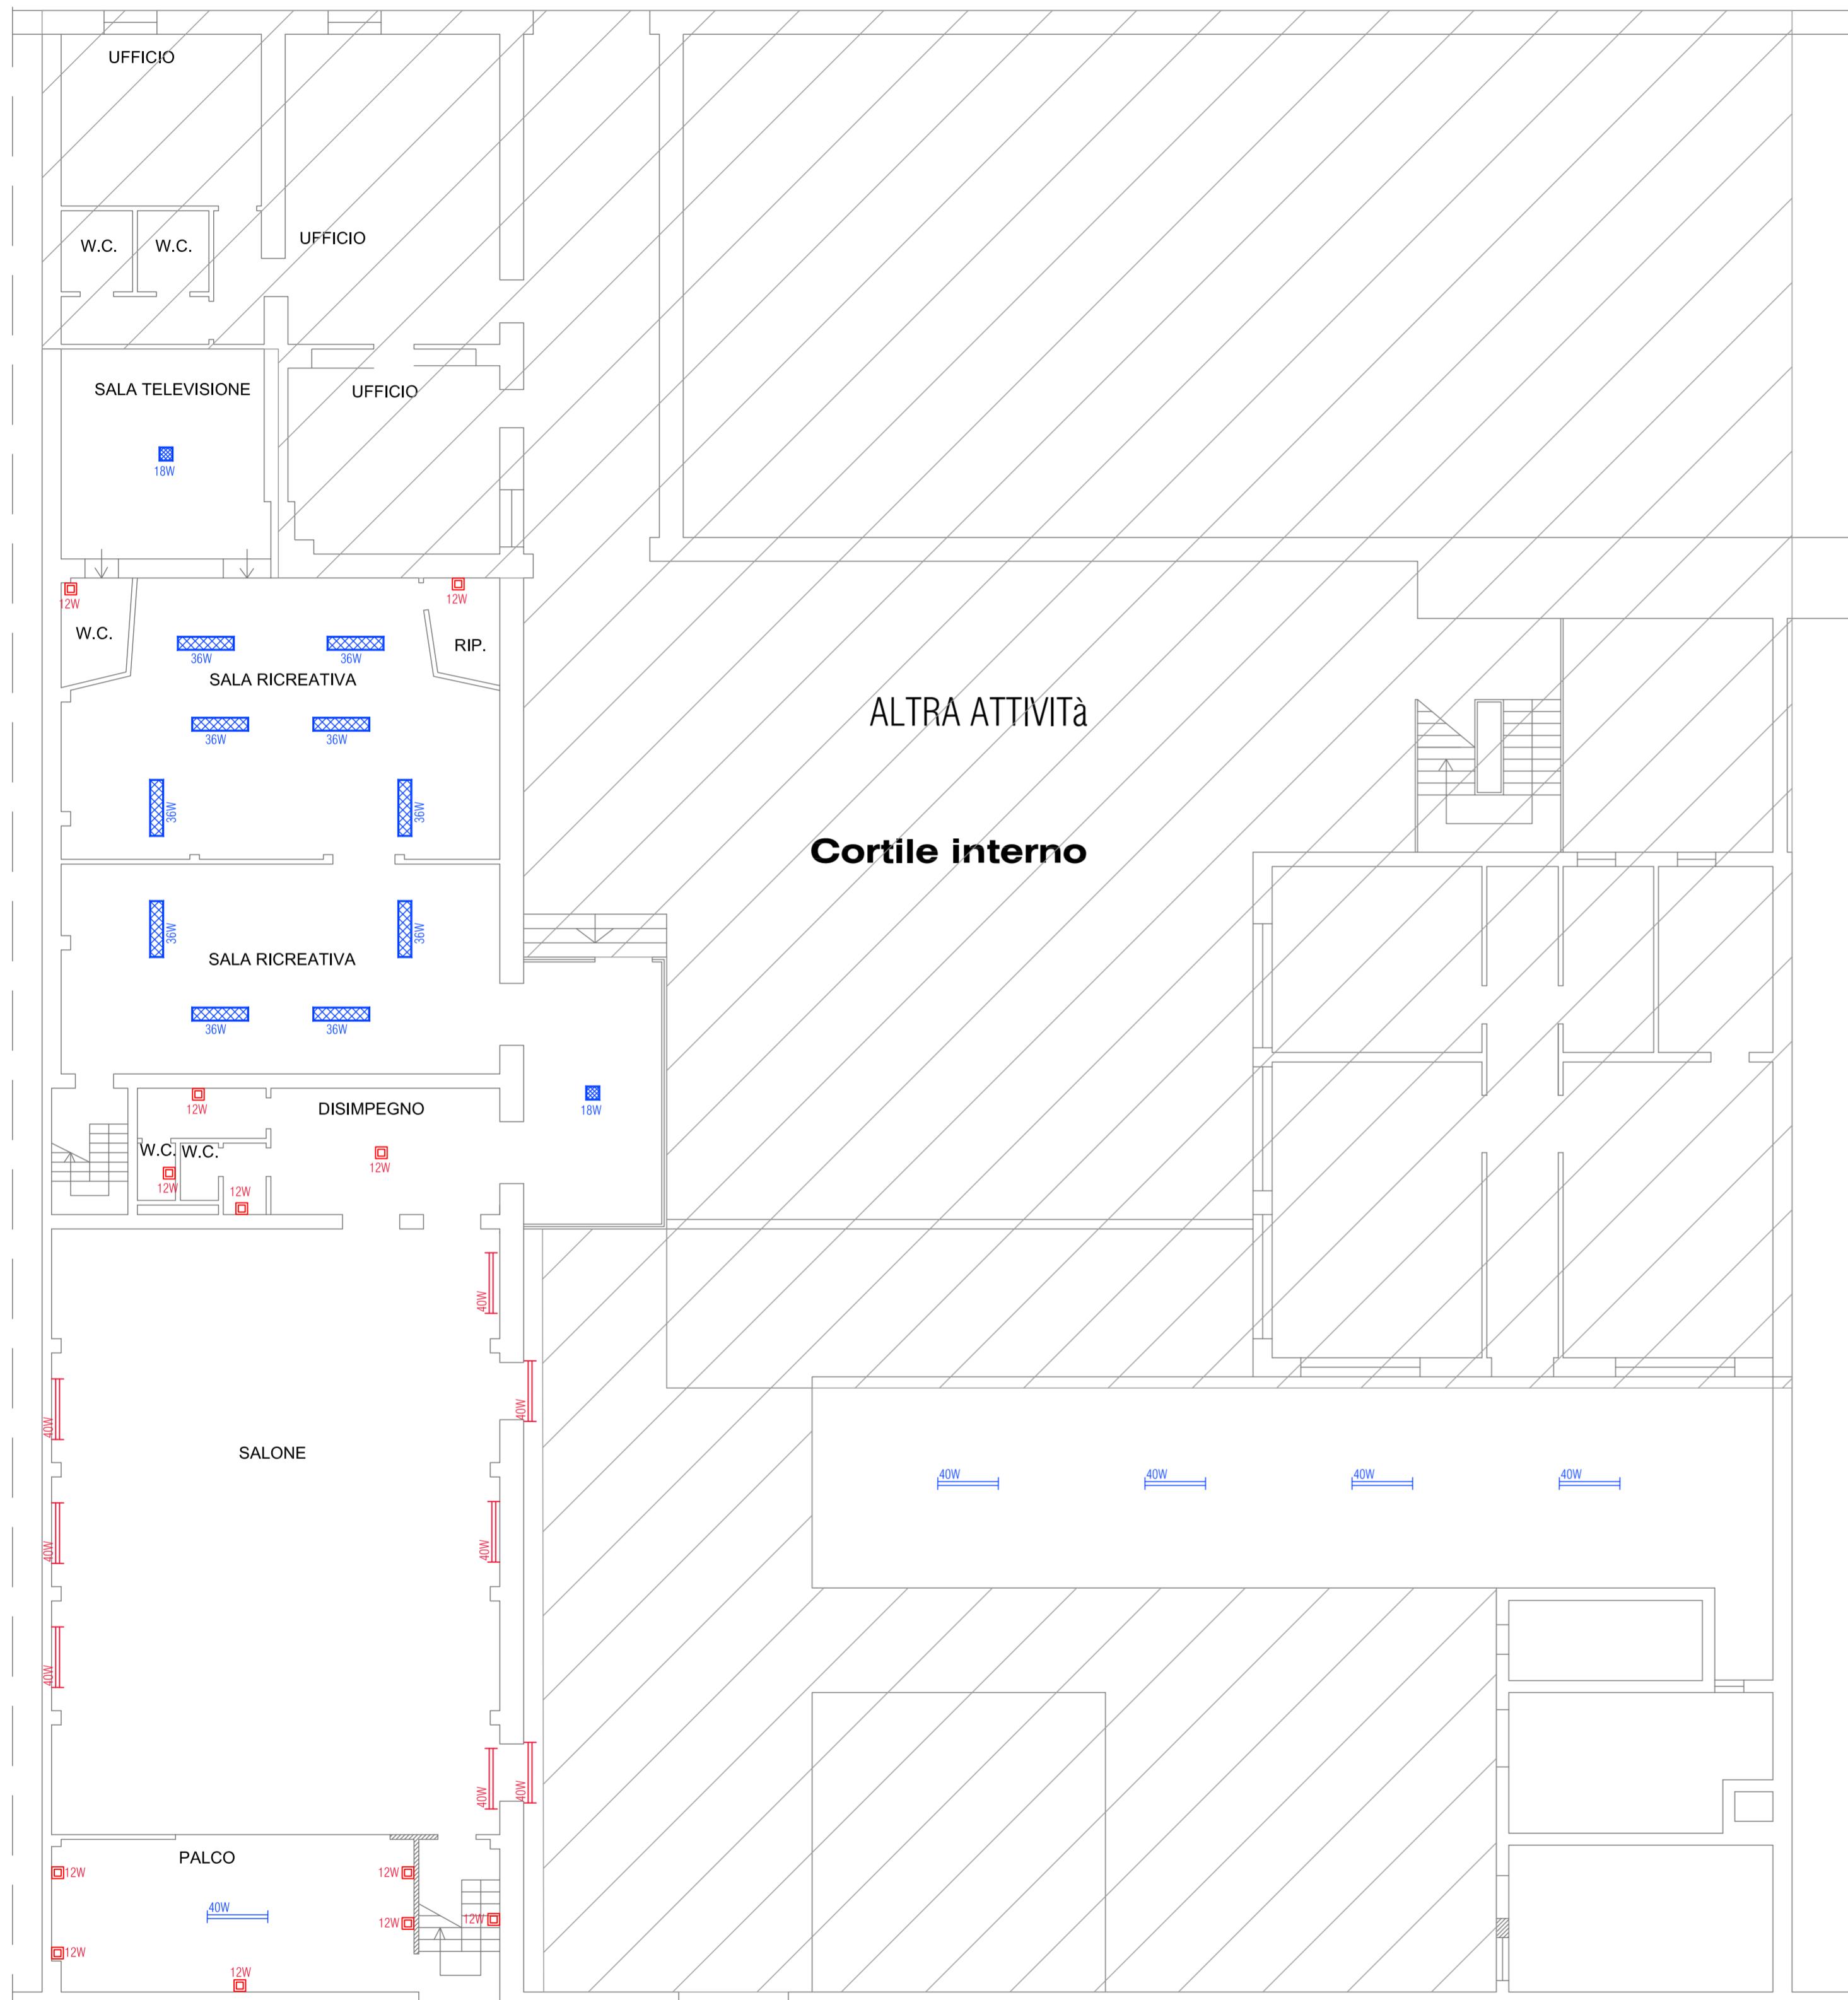 UFFICIO
W.C.
W.C.
UFFICIO
SALA TELEVISIONE
UFFICIO
18W
12W
12W
W.C.
RIP.
36W
36W
SALA RICREATIVA
ALTRA ATTIVITà
36W
36W
36W
36W
Cortile interno
36W
36W
SALA RICREATIVA
36W
36W
12W
DISIMPEGNO
18W
W.C.
W.C.
12W
12W
12W
40W
40W
40W
SALONE
40W
40W
40W
40W
40W
40W
40W
40W
40W
40W
PALCO
12W
12W
40W
12W
12W
12W
12W